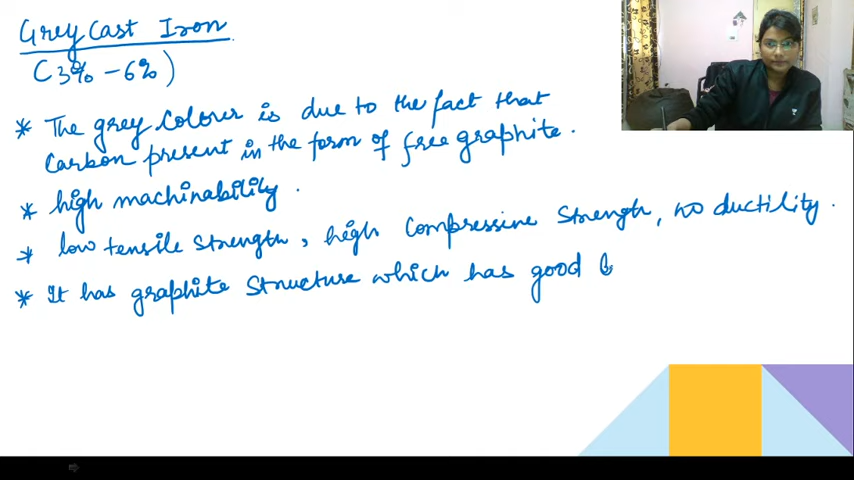 Grey Cast Iron
(3% - 6%)
* The grey colour is due to the fact that
carbon present in the form of free graphite.
* high machinability.
* low tensile strength, high compressive strength, no ductility.
* It has graphite structure which has good